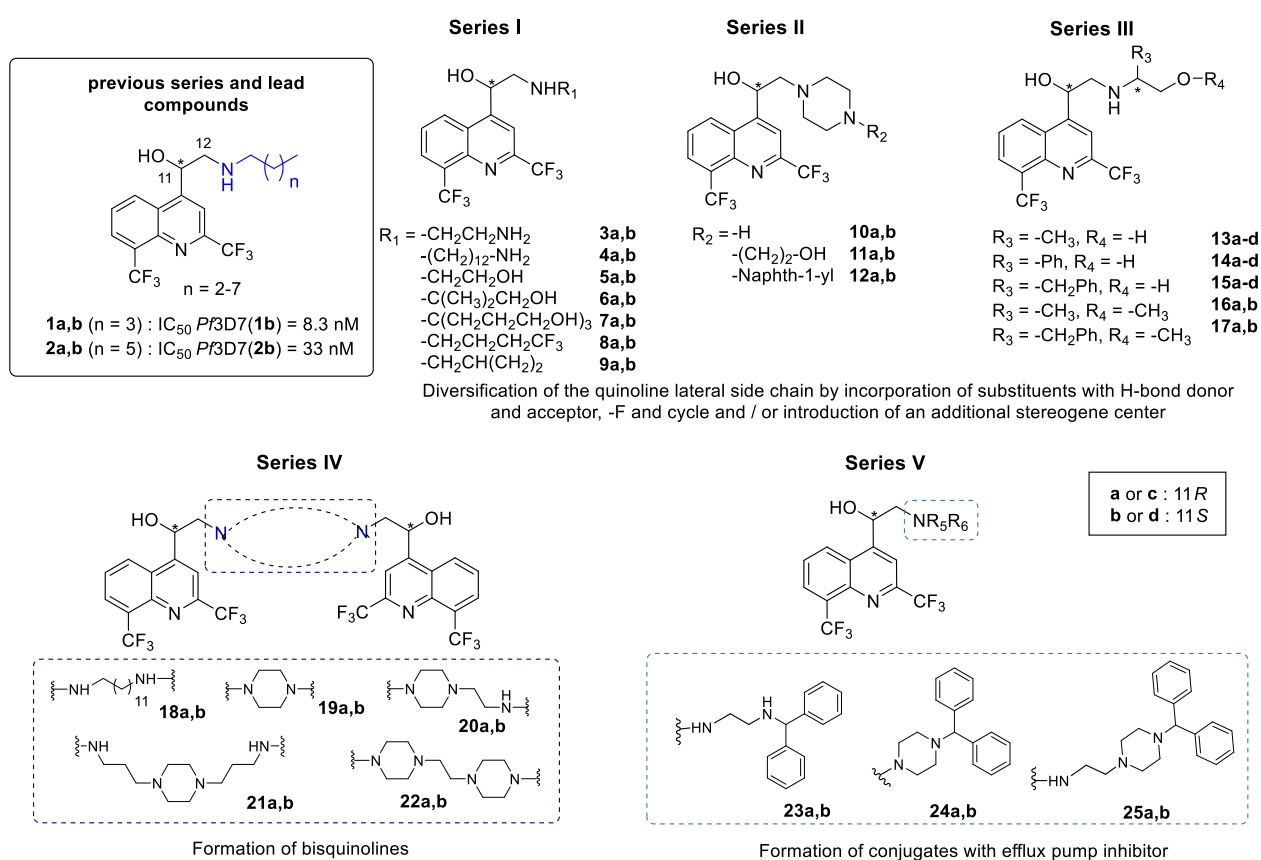 previous series and lead
compounds
12
HO
*
11
N
H
n
N
CF3
CF3
n = 2-7
1a,b (n = 3) : IC50 Pf3D7(1b) = 8.3 nM
2a,b (n = 5) : IC50 Pf3D7(2b) = 33 nM
Series I
HO
*
NHR1
N
CF3
CF3
R1 = -CH2CH2NH2 3a,b
-(CH2)12-NH2 4a,b
-CH2CH2OH 5a,b
-C(CH3)2CH2OH 6a,b
-C(CH2CH2CH2OH)3 7a,b
-CH2CH2CH2CF3 8a,b
-CH2CH(CH2)2 9a,b
Series II
HO
*
N
N
R2
N
CF3
CF3
R2 = -H 10a,b
-(CH2)2-OH 11a,b
-Naphth-1-yl 12a,b
Series III
R3
HO
*
N
H
*
O-R4
N
CF3
CF3
R3 = -CH3, R4 = -H 13a-d
R3 = -Ph, R4 = -H 14a-d
R3 = -CH2Ph, R4 = -H 15a-d
R3 = -CH3, R4 = -CH3 16a,b
R3 = -CH2Ph, R4 = -CH3 17a,b
Diversification of the quinoline lateral side chain by incorporation of substituents with H-bond donor
and acceptor, -F and cycle and / or introduction of an additional stereogene center
Series IV
HO
*
N
N
*
OH
N
CF3
CF3
F3C
N
CF3
NH
11
NH
18a,b
N
N
19a,b
N
N
H
N
20a,b
NH
N
N
HN
21a,b
N
N
N
N
22a,b
Formation of bisquinolines
Series V
HO
*
NR5R6
N
CF3
CF3
a or c : 11R
b or d : 11S
HN
H
N
23a,b
N
N
24a,b
HN
N
N
25a,b
Formation of conjugates with efflux pump inhibitor